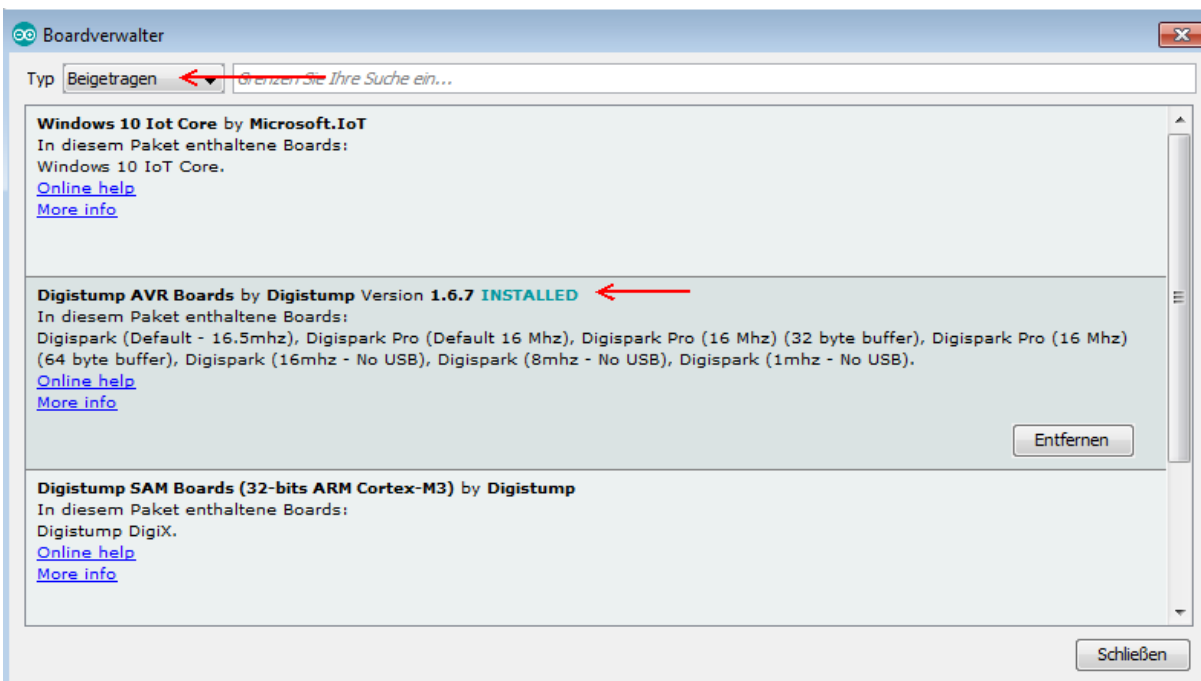 Boardverwalter
Typ Beigetragen Grenzen Sie Ihre Suche ein...
Windows 10 Iot Core by Microsoft.IoT
In diesem Paket enthaltene Boards:
Windows 10 IoT Core.
Online help
More info
Digistump AVR Boards by Digistump Version 1.6.7 INSTALLED
In diesem Paket enthaltene Boards:
Digispark (Default - 16.5mhz), Digispark Pro (Default 16 Mhz), Digispark Pro (16 Mhz) (32 byte buffer), Digispark Pro (16 Mhz)
(64 byte buffer), Digispark (16mhz - No USB), Digispark (8mhz - No USB), Digispark (1mhz - No USB).
Online help
More info
Entfernen
Digistump SAM Boards (32-bits ARM Cortex-M3) by Digistump
In diesem Paket enthaltene Boards:
Digistump DigiX.
Online help
More info
Schließen